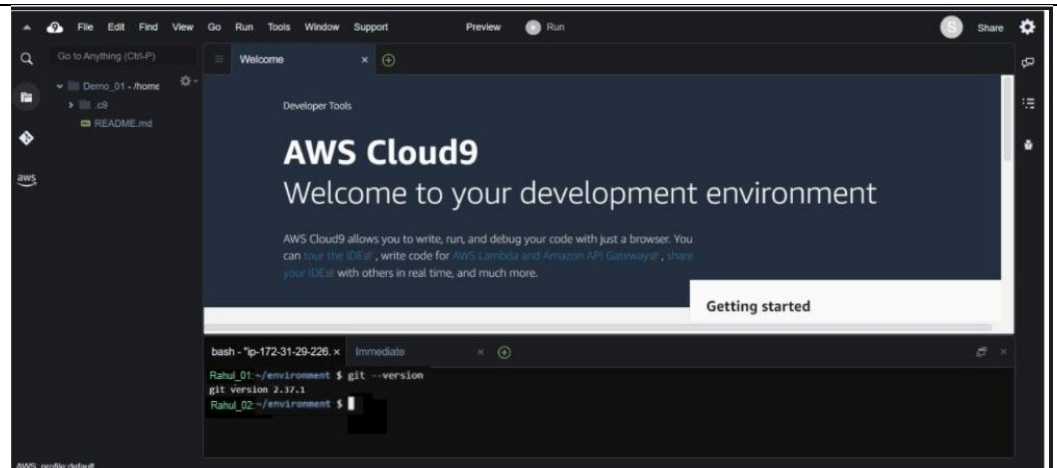 File Edit Find View Go Run Tools Window Support Preview Run S Share
Go to Anything (Ctrl-P)
Welcome
Demo_01 - /home
.c9
README.md
aws
Developer Tools
AWS Cloud9
Welcome to your development environment
AWS Cloud9 allows you to write, run, and debug your code with just a browser. You
can tour the IDE, write code for AWS Lambda and Amazon API Gateway, share
your IDE with others in real time, and much more.
Getting started
bash - "ip-172-31-29-226. Immediate
Rahul_01:~/environment $ git --version
git version 2.37.1
Rahul_02:~/environment $
AWS profile:default